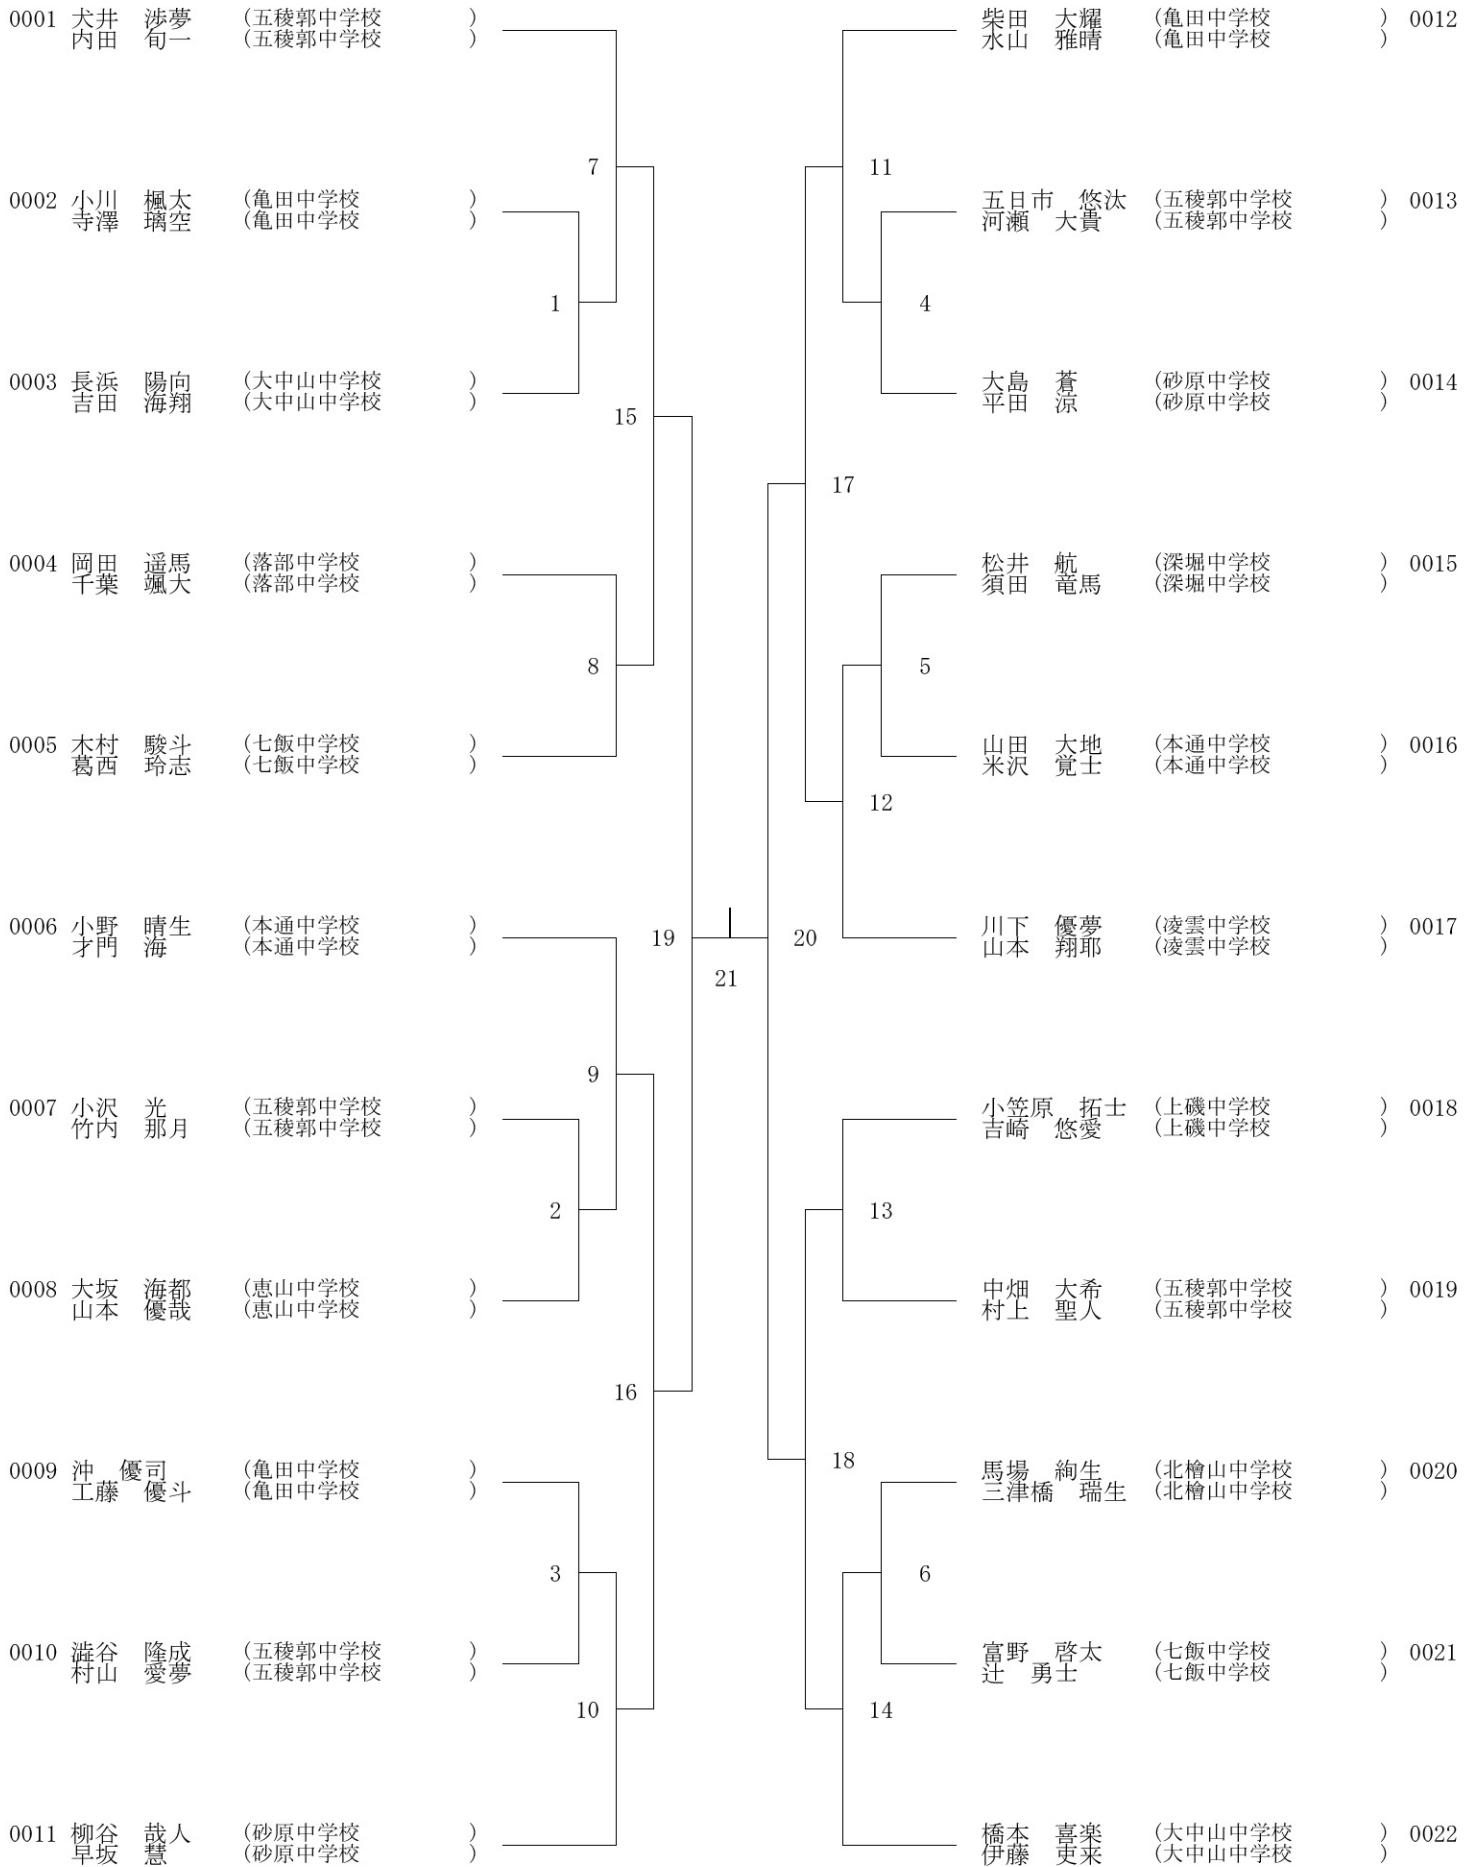 0001 犬井　渉夢 (五稜郭中学校 )
内田　旬一 (五稜郭中学校 )
0002 小川　楓太 (亀田中学校 )
寺澤　璃空 (亀田中学校 )
0003 長浜　陽向 (大中山中学校 )
吉田　海翔 (大中山中学校 )
0004 岡田　遥馬 (落部中学校 )
千葉　颯大 (落部中学校 )
0005 木村　駿斗 (七飯中学校 )
葛西　玲志 (七飯中学校 )
0006 小野　晴生 (本通中学校 )
才門　海 (本通中学校 )
0007 小沢　光 (五稜郭中学校 )
竹内　那月 (五稜郭中学校 )
0008 大坂　海都 (恵山中学校 )
山本　優哉 (恵山中学校 )
0009 沖　優司 (亀田中学校 )
工藤　優斗 (亀田中学校 )
0010 澁谷　隆成 (五稜郭中学校 )
村山　愛夢 (五稜郭中学校 )
0011 柳谷　哉人 (砂原中学校 )
早坂　慧 (砂原中学校 )
7
1
15
8
19
9
2
16
3
10
21
11
4
17
5
12
20
13
18
6
14
柴田　大耀 (亀田中学校 ) 0012
水山　雅晴 (亀田中学校 )
五日市　悠汰 (五稜郭中学校 ) 0013
河瀬　大貴 (五稜郭中学校 )
大島　蒼 (砂原中学校 ) 0014
平田　涼 (砂原中学校 )
松井　航 (深堀中学校 ) 0015
須田　竜馬 (深堀中学校 )
山田　大地 (本通中学校 ) 0016
米沢　覚士 (本通中学校 )
川下　優夢 (凌雲中学校 ) 0017
山本　翔耶 (凌雲中学校 )
小笠原　拓士 (上磯中学校 ) 0018
吉崎　悠愛 (上磯中学校 )
中畑　大希 (五稜郭中学校 ) 0019
村上　聖人 (五稜郭中学校 )
馬場　絢生 (北檜山中学校 ) 0020
三津橋　瑞生 (北檜山中学校 )
富野　啓太 (七飯中学校 ) 0021
辻　勇士 (七飯中学校 )
橋本　喜楽 (大中山中学校 ) 0022
伊藤　吏来 (大中山中学校 )